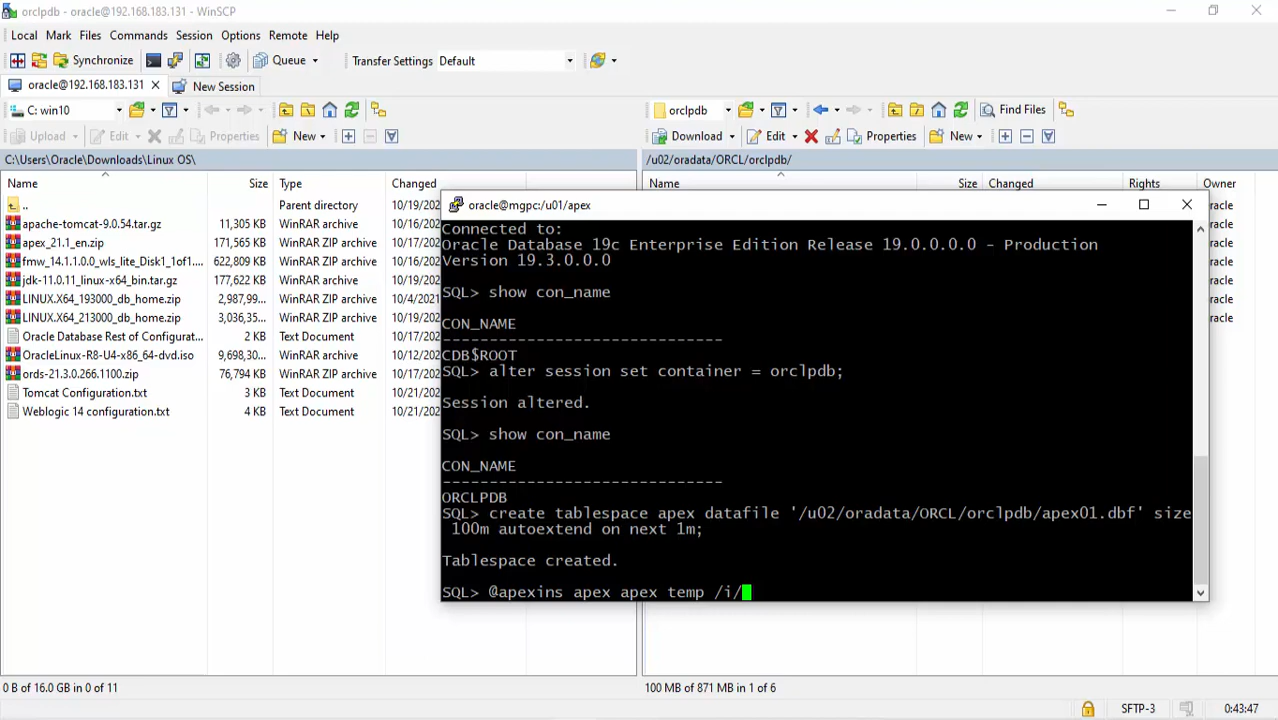 orclpdb - oracle@192.168.183.131 - WinSCP
Local Mark Files Commands Session Options Remote Help
Synchronize Queue Transfer Settings Default
oracle@192.168.183.131 New Session
C: win10
orclpdb Find Files
Upload Edit Properties New
Download Edit Properties New
C:\Users\Oracle\Downloads\Linux OS\
/u02/oradata/ORCL/orclpdb/
Name Size Type Changed
Name Size Changed Rights Owner
.. Parent directory 10/19/202
apache-tomcat-9.0.54.tar.gz 11,305 KB WinRAR archive 10/16/202
apex_21.1_en.zip 171,565 KB WinRAR ZIP archive 10/17/202
fmw_14.1.1.0.0_wls_lite_Disk1_1of1.... 622,809 KB WinRAR ZIP archive 10/16/202
jdk-11.0.11_linux-x64_bin.tar.gz 177,622 KB WinRAR archive 10/19/202
LINUX.X64_193000_db_home.zip 2,987,99... WinRAR ZIP archive 10/4/2021
LINUX.X64_213000_db_home.zip 3,036,35... WinRAR ZIP archive 10/19/202
Oracle Database Rest of Configurat... 2 KB Text Document 10/17/202
OracleLinux-R8-U4-x86_64-dvd.iso 9,698,30... WinRAR archive 10/12/202
ords-21.3.0.266.1100.zip 76,794 KB WinRAR ZIP archive 10/17/202
Tomcat Configuration.txt 3 KB Text Document 10/21/202
Weblogic 14 configuration.txt 4 KB Text Document 10/21/202
oracle@mgpc:/u01/apex
Connected to:
Oracle Database 19c Enterprise Edition Release 19.0.0.0.0 - Production
Version 19.3.0.0.0
SQL> show con_name
CON_NAME
------------------------------
CDB$ROOT
SQL> alter session set container = orclpdb;
Session altered.
SQL> show con_name
CON_NAME
------------------------------
ORCLPDB
SQL> create tablespace apex datafile '/u02/oradata/ORCL/orclpdb/apex01.dbf' size
100m autoextend on next 1m;
Tablespace created.
SQL> @apexins apex apex temp /i/
racle
racle
racle
racle
racle
racle
racle
0 B of 16.0 GB in 0 of 11
100 MB of 871 MB in 1 of 6
SFTP-3 0:43:47